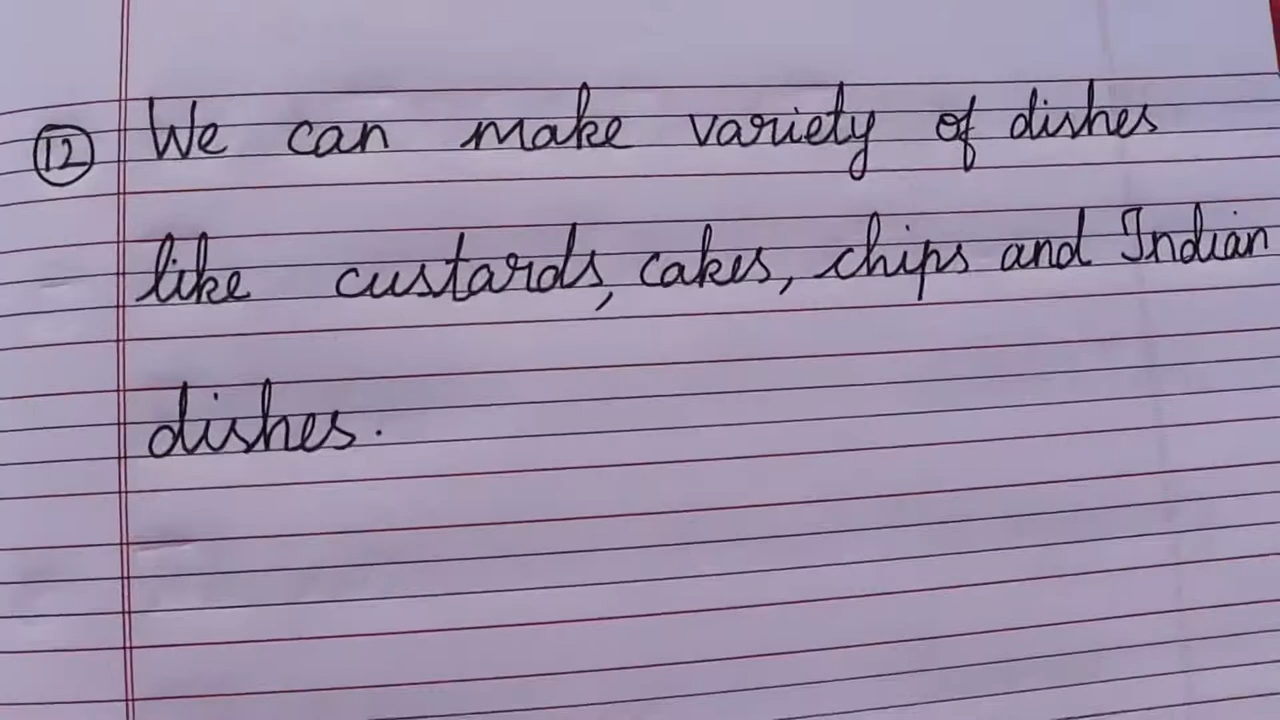 12 We can make variety of dishes
like custards, cakes, chips and Indian
dishes.